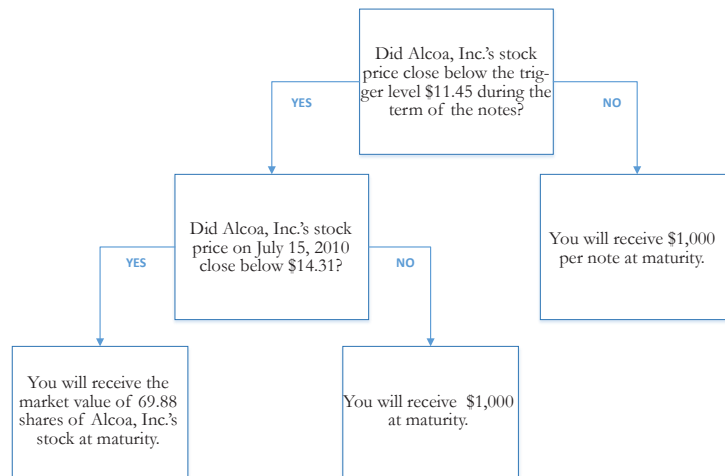 Did Alcoa, Inc.'s stock
price close below the trig-
ger level $11.45 during the
term of the notes?
YES
NO
Did Alcoa, Inc.'s stock
price on July 15, 2010
close below $14.31?
You will receive $1,000
per note at maturity.
YES
NO
You will receive the
market value of 69.88
shares of Alcoa, Inc.'s
stock at maturity.
You will receive $1,000
at maturity.